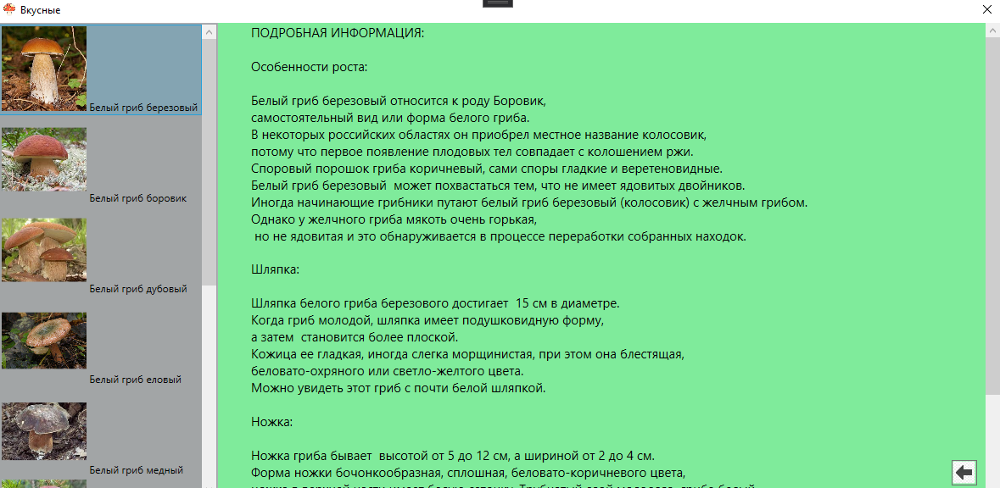 Вкусные
Белый гриб березовый
Белый гриб боровик
Белый гриб дубовый
Белый гриб еловый
Белый гриб медный
ПОДРОБНАЯ ИНФОРМАЦИЯ:
Особенности роста:
Белый гриб березовый относится к роду Боровик,
самостоятельный вид или форма белого гриба.
В некоторых российских областях он приобрел местное название колосовик,
потому что первое появление плодовых тел совпадает с колошением ржи.
Споровый порошок гриба коричневый, сами споры гладкие и веретеновидные.
Белый гриб березовый  может похвастаться тем, что не имеет ядовитых двойников.
Иногда начинающие грибники путают белый гриб березовый (колосовик) с желчным грибом.
Однако у желчного гриба мякоть очень горькая,
но не ядовитая и это обнаруживается в процессе переработки собранных находок.
Шляпка:
Шляпка белого гриба березового достигает  15 см в диаметре.
Когда гриб молодой, шляпка имеет подушковидную форму,
а затем  становится более плоской.
Кожица ее гладкая, иногда слегка морщинистая, при этом она блестящая,
беловато-охряного или светло-желтого цвета.
Можно увидеть этот гриб с почти белой шляпкой.
Ножка:
Ножка гриба бывает  высотой от 5 до 12 см, а шириной от 2 до 4 см.
Форма ножки бочонкообразная, сплошная, беловато-коричневого цвета,